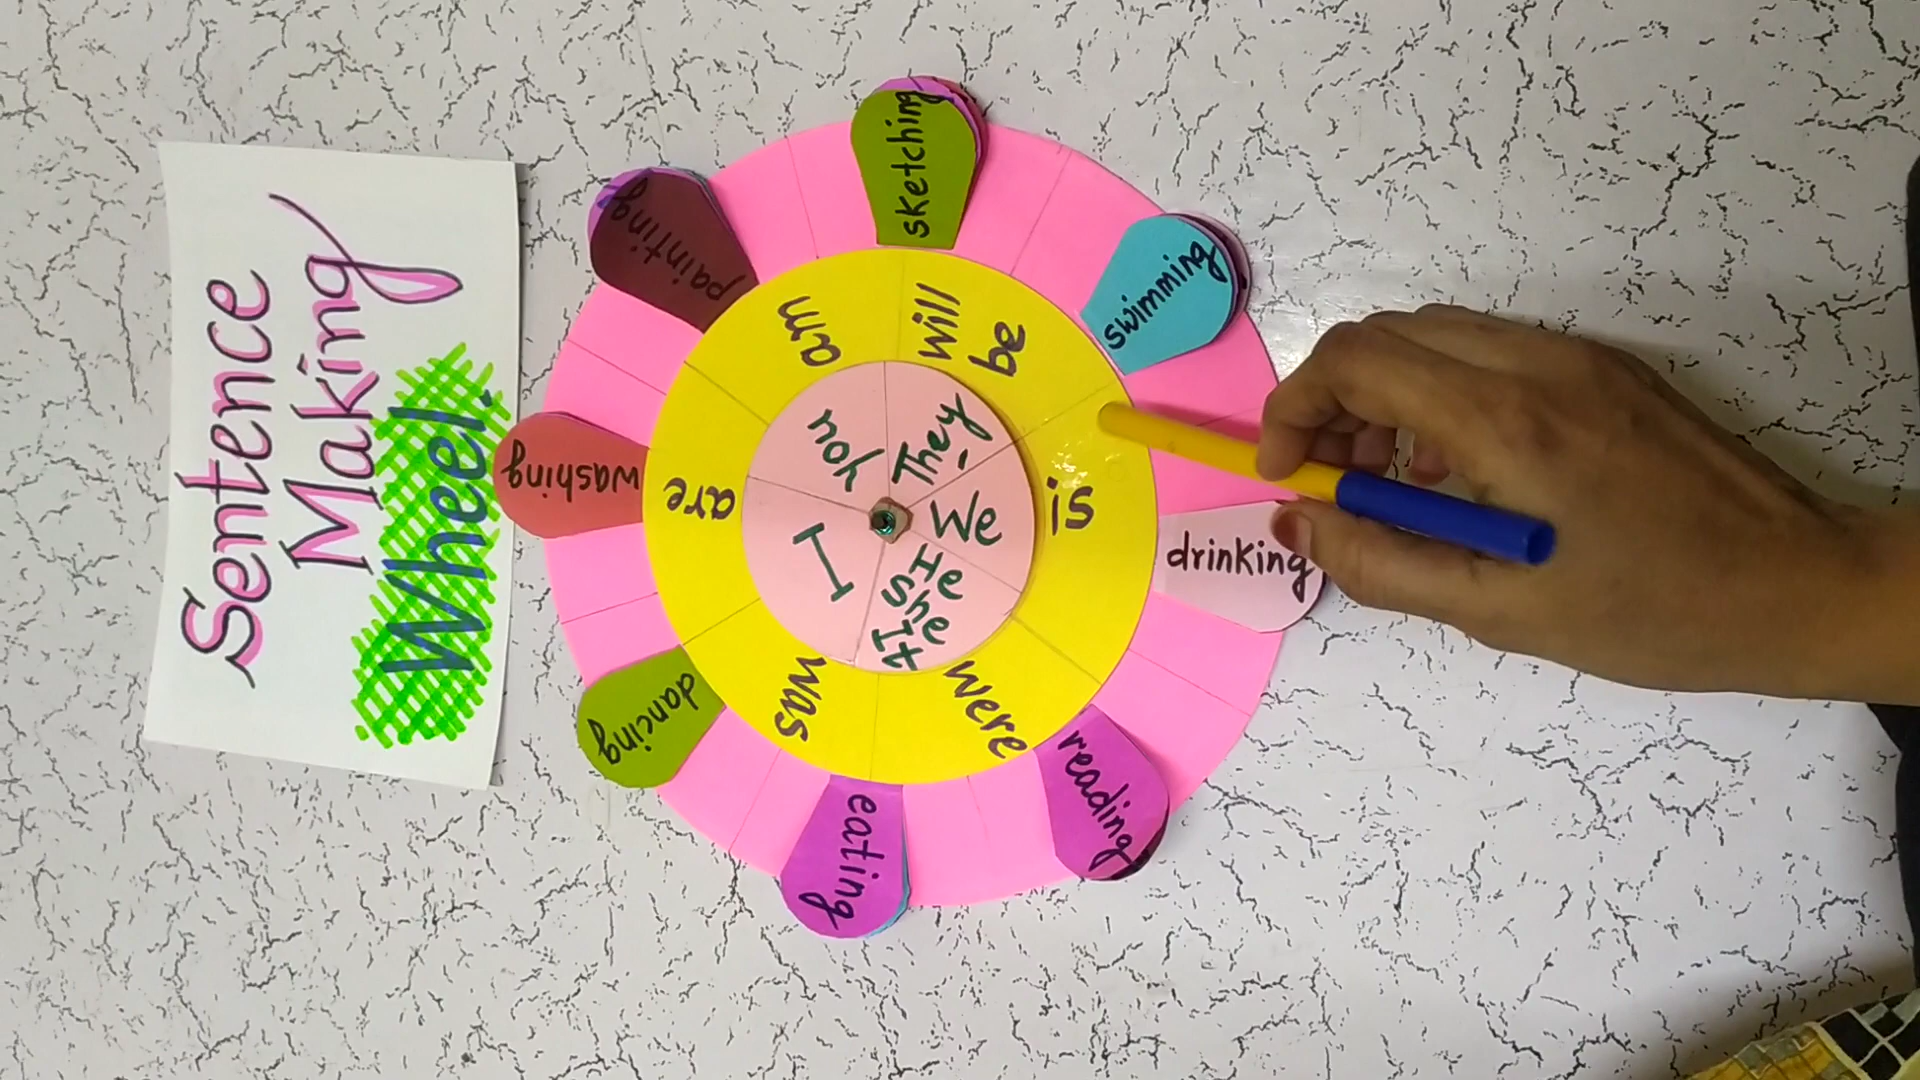 Sentence
Making
Wheel.
sketching
swimming
drinking
reading
eating
dancing
washing
painting
am
will
be
is
were
was
are
You
They
We
He
She
It
I